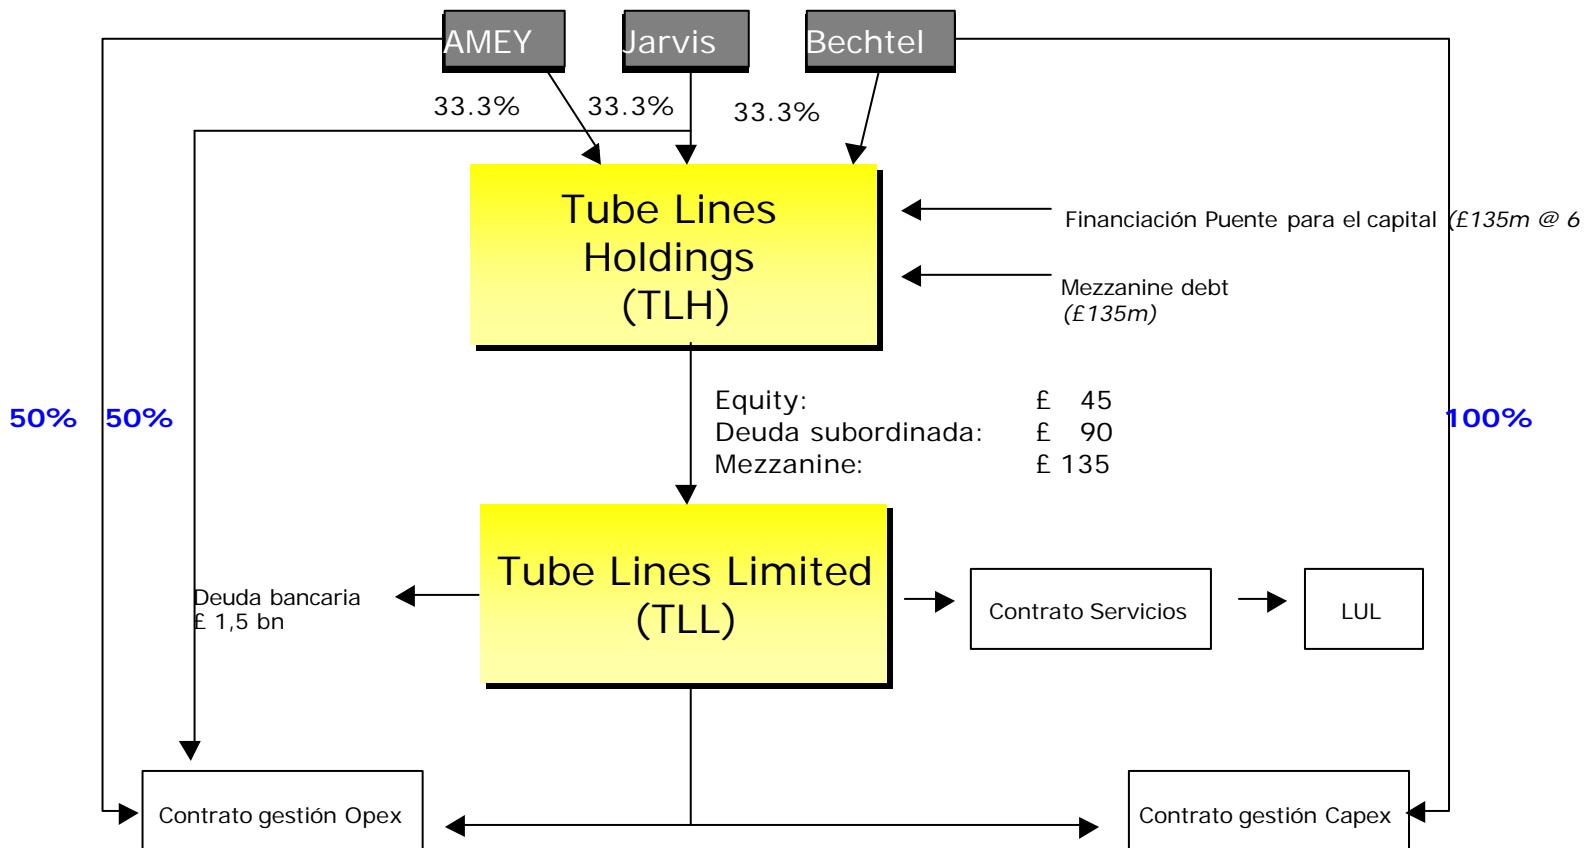 AMEY
Jarvis
Bechtel
33.3%
33.3%
33.3%
Tube Lines
Holdings
(TLH)
Financiación Puente para el capital (£135m @ 6
Mezzanine debt
(£135m)
Equity: £ 45
Deuda subordinada: £ 90
Mezzanine: £ 135
50%
50%
100%
Tube Lines Limited
(TLL)
Deuda bancaria
£ 1,5 bn
Contrato Servicios
LUL
Contrato gestión Opex
Contrato gestión Capex